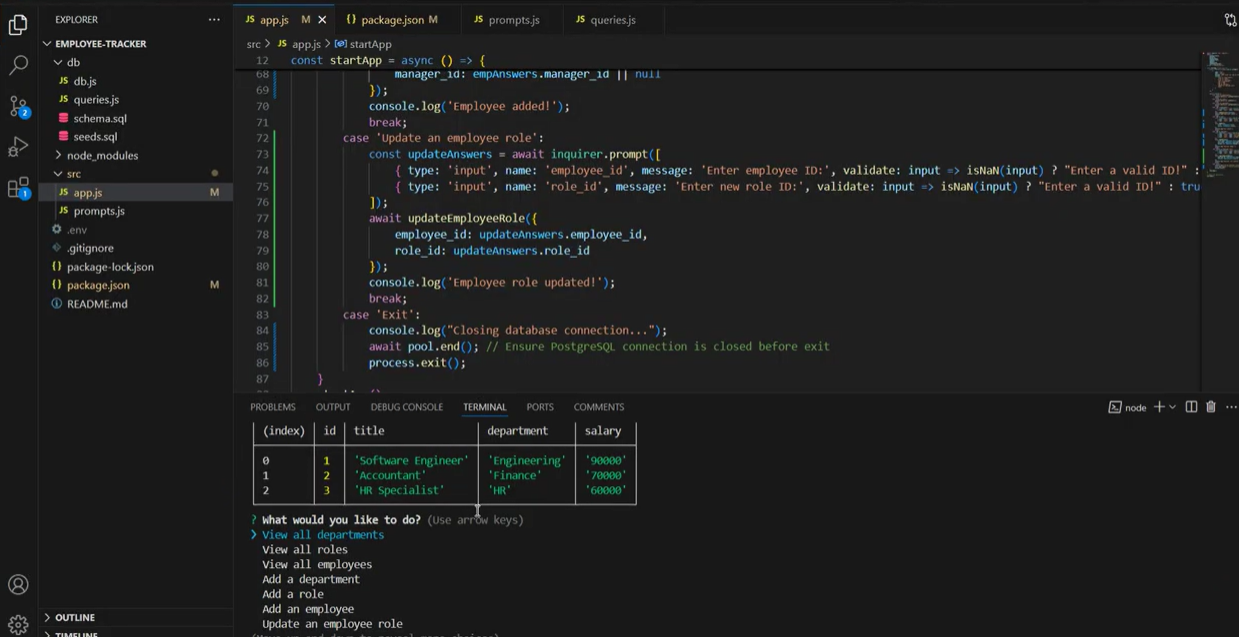 EXPLORER ...
EMPLOYEE-TRACKER
db
JS db.js
JS queries.js
schema.sql
seeds.sql
node_modules
src
JS app.js M
JS prompts.js
.env
.gitignore
{} package-lock.json
{} package.json M
README.md
OUTLINE
TIMELINE
2
1
JS app.js M
{} package.json M
JS prompts.js
JS queries.js
src > JS app.js > startApp
12 const startApp = async () => {
68 manager_id: empAnswers.manager_id || null
69 });
70 console.log('Employee added!');
71 break;
72 case 'Update an employee role':
73 const updateAnswers = await inquirer.prompt([
74 { type: 'input', name: 'employee_id', message: 'Enter employee ID:', validate: input => isNaN(input) ? "Enter a valid ID!" :
75 { type: 'input', name: 'role_id', message: 'Enter new role ID:', validate: input => isNaN(input) ? "Enter a valid ID!" : tru
76 ]);
77 await updateEmployeeRole({
78 employee_id: updateAnswers.employee_id,
79 role_id: updateAnswers.role_id
80 });
81 console.log('Employee role updated!');
82 break;
83 case 'Exit':
84 console.log("Closing database connection...");
85 await pool.end(); // Ensure PostgreSQL connection is closed before exit
86 process.exit();
87 }
PROBLEMS OUTPUT DEBUG CONSOLE TERMINAL PORTS COMMENTS
node
(index) id title department salary
0 1 'Software Engineer' 'Engineering' '90000'
1 2 'Accountant' 'Finance' '70000'
2 3 'HR Specialist' 'HR' '60000'
? What would you like to do? (Use arrow keys)
❯ View all departments
View all roles
View all employees
Add a department
Add a role
Add an employee
Update an employee role